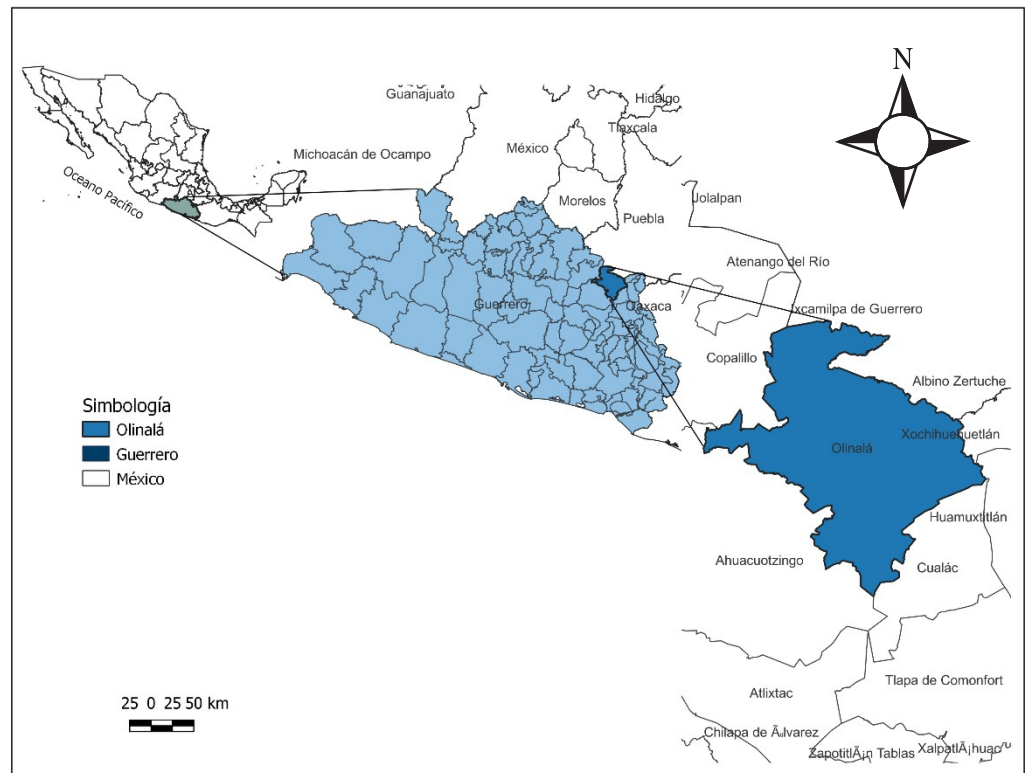 N
Guanajuato
Hidalgo
Tlaxcala
México
Michoacán de Ocampo
Oceano Pacífico
Morelos
Puebla
Jolalpan
Atenango del Río
Guerrero
Oaxaca
Ixcamilpa de Guerrero
Copalillo
Albino Zertuche
Xochihuehuetlán
Olinalá
Huamuxtitlán
Ahuacuotzingo
Cualác
Simbología
Olinalá
Guerrero
México
25 0 25 50 km
Tlapa de Comonfort
Atlixtac
Chilapa de Ã​lvarez
ZapotitlÃ¡n Tablas
XalpatlÃ¡huac